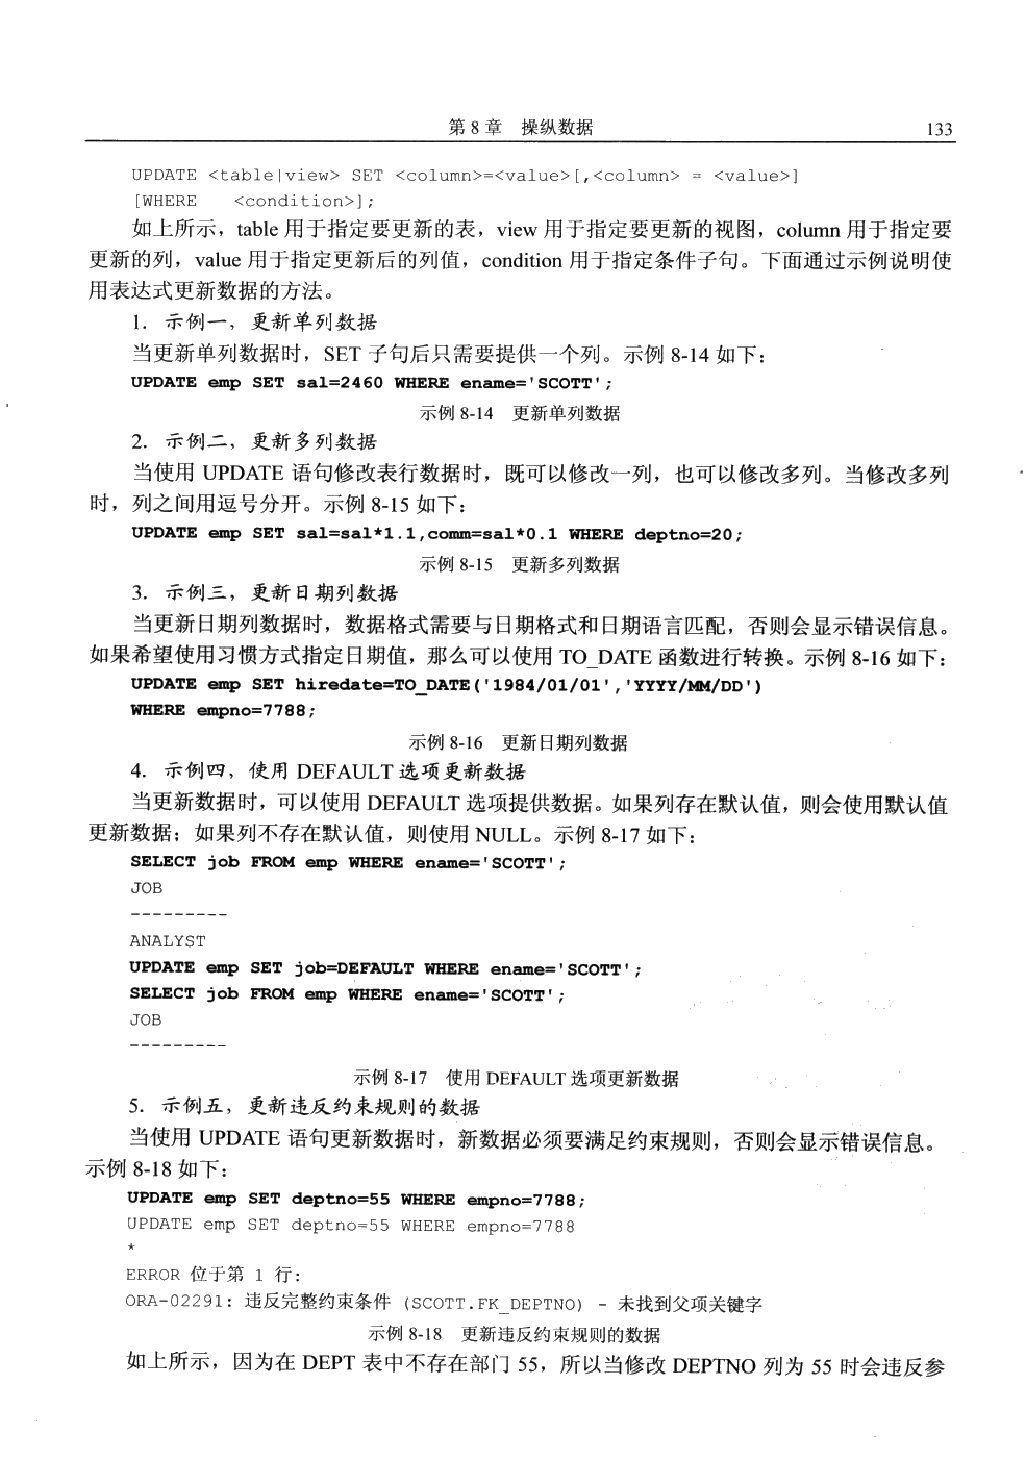 第 8 章　操纵数据　133
UPDATE <table|view> SET <column>=<value>[,<column> = <value>]
[WHERE <condition>];
如上所示，table 用于指定要更新的表，view 用于指定要更新的视图，column 用于指定要
更新的列，value 用于指定更新后的列值，condition 用于指定条件子句。下面通过示例说明使
用表达式更新数据的方法。
1．示例一，更新单列数据
当更新单列数据时，SET 子句后只需要提供一个列。示例 8-14 如下：
UPDATE emp SET sal=2460 WHERE ename='SCOTT';
示例 8-14　更新单列数据
2．示例二，更新多列数据
当使用 UPDATE 语句修改表行数据时，既可以修改一列，也可以修改多列。当修改多列
时，列之间用逗号分开。示例 8-15 如下：
UPDATE emp SET sal=sal*1.1,comm=sal*0.1 WHERE deptno=20;
示例 8-15　更新多列数据
3．示例三，更新日期列数据
当更新日期列数据时，数据格式需要与日期格式和日期语言匹配，否则会显示错误信息。
如果希望使用习惯方式指定日期值，那么可以使用 TO_DATE 函数进行转换。示例 8-16 如下：
UPDATE emp SET hiredate=TO_DATE('1984/01/01','YYYY/MM/DD')
WHERE empno=7788;
示例 8-16　更新日期列数据
4．示例四，使用 DEFAULT 选项更新数据
当更新数据时，可以使用 DEFAULT 选项提供数据。如果列存在默认值，则会使用默认值
更新数据；如果列不存在默认值，则使用 NULL。示例 8-17 如下：
SELECT job FROM emp WHERE ename='SCOTT';
JOB
---------
ANALYST
UPDATE emp SET job=DEFAULT WHERE ename='SCOTT';
SELECT job FROM emp WHERE ename='SCOTT';
JOB
---------
示例 8-17　使用 DEFAULT 选项更新数据
5．示例五，更新违反约束规则的数据
当使用 UPDATE 语句更新数据时，新数据必须要满足约束规则，否则会显示错误信息。
示例 8-18 如下：
UPDATE emp SET deptno=55 WHERE empno=7788;
UPDATE emp SET deptno=55 WHERE empno=7788
*
ERROR 位于第 1 行：
ORA-02291: 违反完整约束条件 (SCOTT.FK_DEPTNO) - 未找到父项关键字
示例 8-18　更新违反约束规则的数据
如上所示，因为在 DEPT 表中不存在部门 55，所以当修改 DEPTNO 列为 55 时会违反参